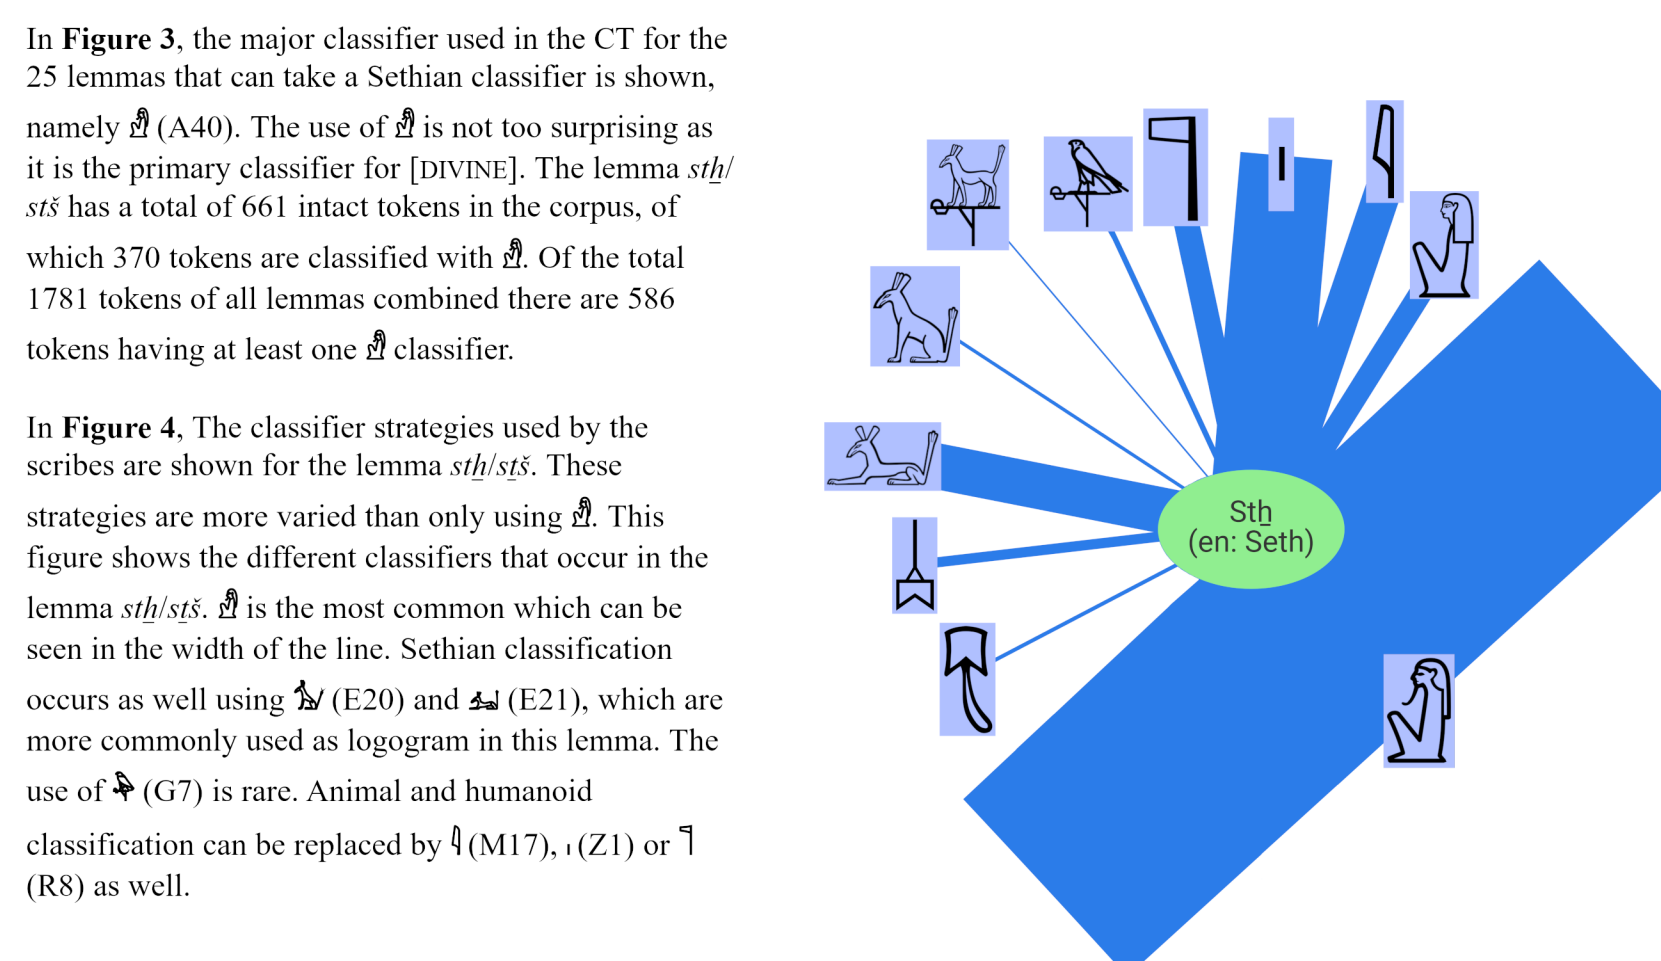 In Figure 3, the major classifier used in the CT for the
25 lemmas that can take a Sethian classifier is shown,
namely 𓀭 (A40). The use of 𓀭 is not too surprising as
it is the primary classifier for [DIVINE]. The lemma stẖ/
stš has a total of 661 intact tokens in the corpus, of
which 370 tokens are classified with 𓀭. Of the total
1781 tokens of all lemmas combined there are 586
tokens having at least one 𓀭 classifier.
In Figure 4, The classifier strategies used by the
scribes are shown for the lemma stẖ/sṯš. These
strategies are more varied than only using 𓀭. This
figure shows the different classifiers that occur in the
lemma stẖ/sṯš. 𓀭 is the most common which can be
seen in the width of the line. Sethian classification
occurs as well using 𓃩 (E20) and 𓃫 (E21), which are
more commonly used as logogram in this lemma. The
use of 𓅆 (G7) is rare. Animal and humanoid
classification can be replaced by 𓇋 (M17), 𓏤 (Z1) or 𓊹
(R8) as well.
Stẖ
(en: Seth)